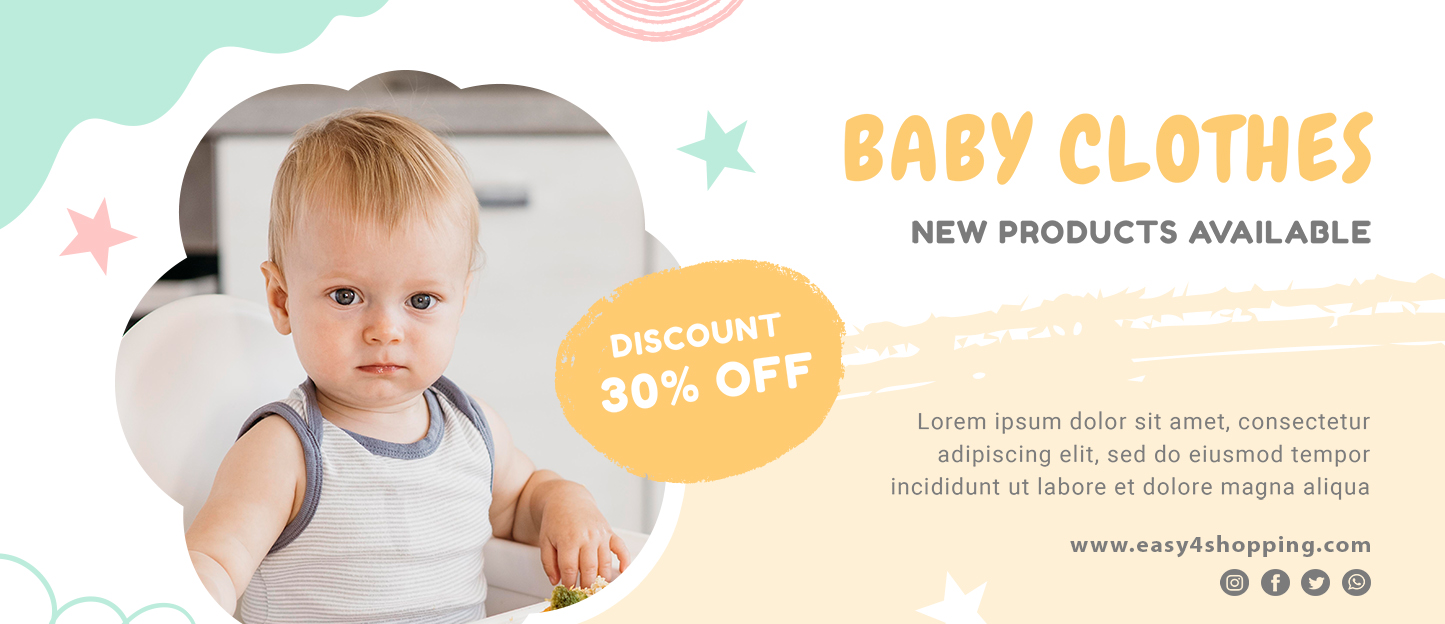 BABY CLOTHES
NEW PRODUCTS AVAILABLE
DISCOUNT
30% OFF
Lorem ipsum dolor sit amet, consectetur
adipiscing elit, sed do eiusmod tempor
incididunt ut labore et dolore magna aliqua
www.easy4shopping.com